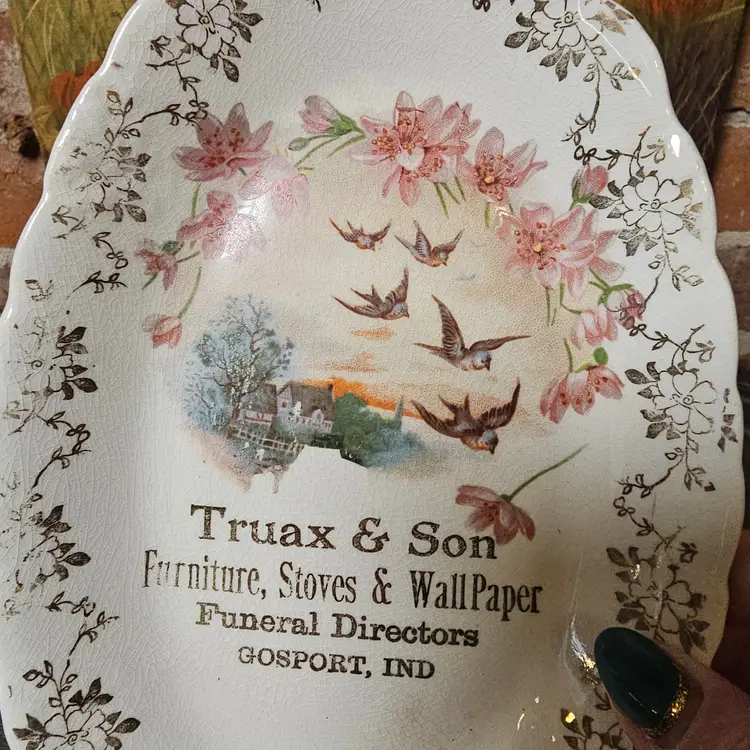 Truax & Son
Furniture, Stoves & WallPaper
Funeral Directors
GOSPORT, IND